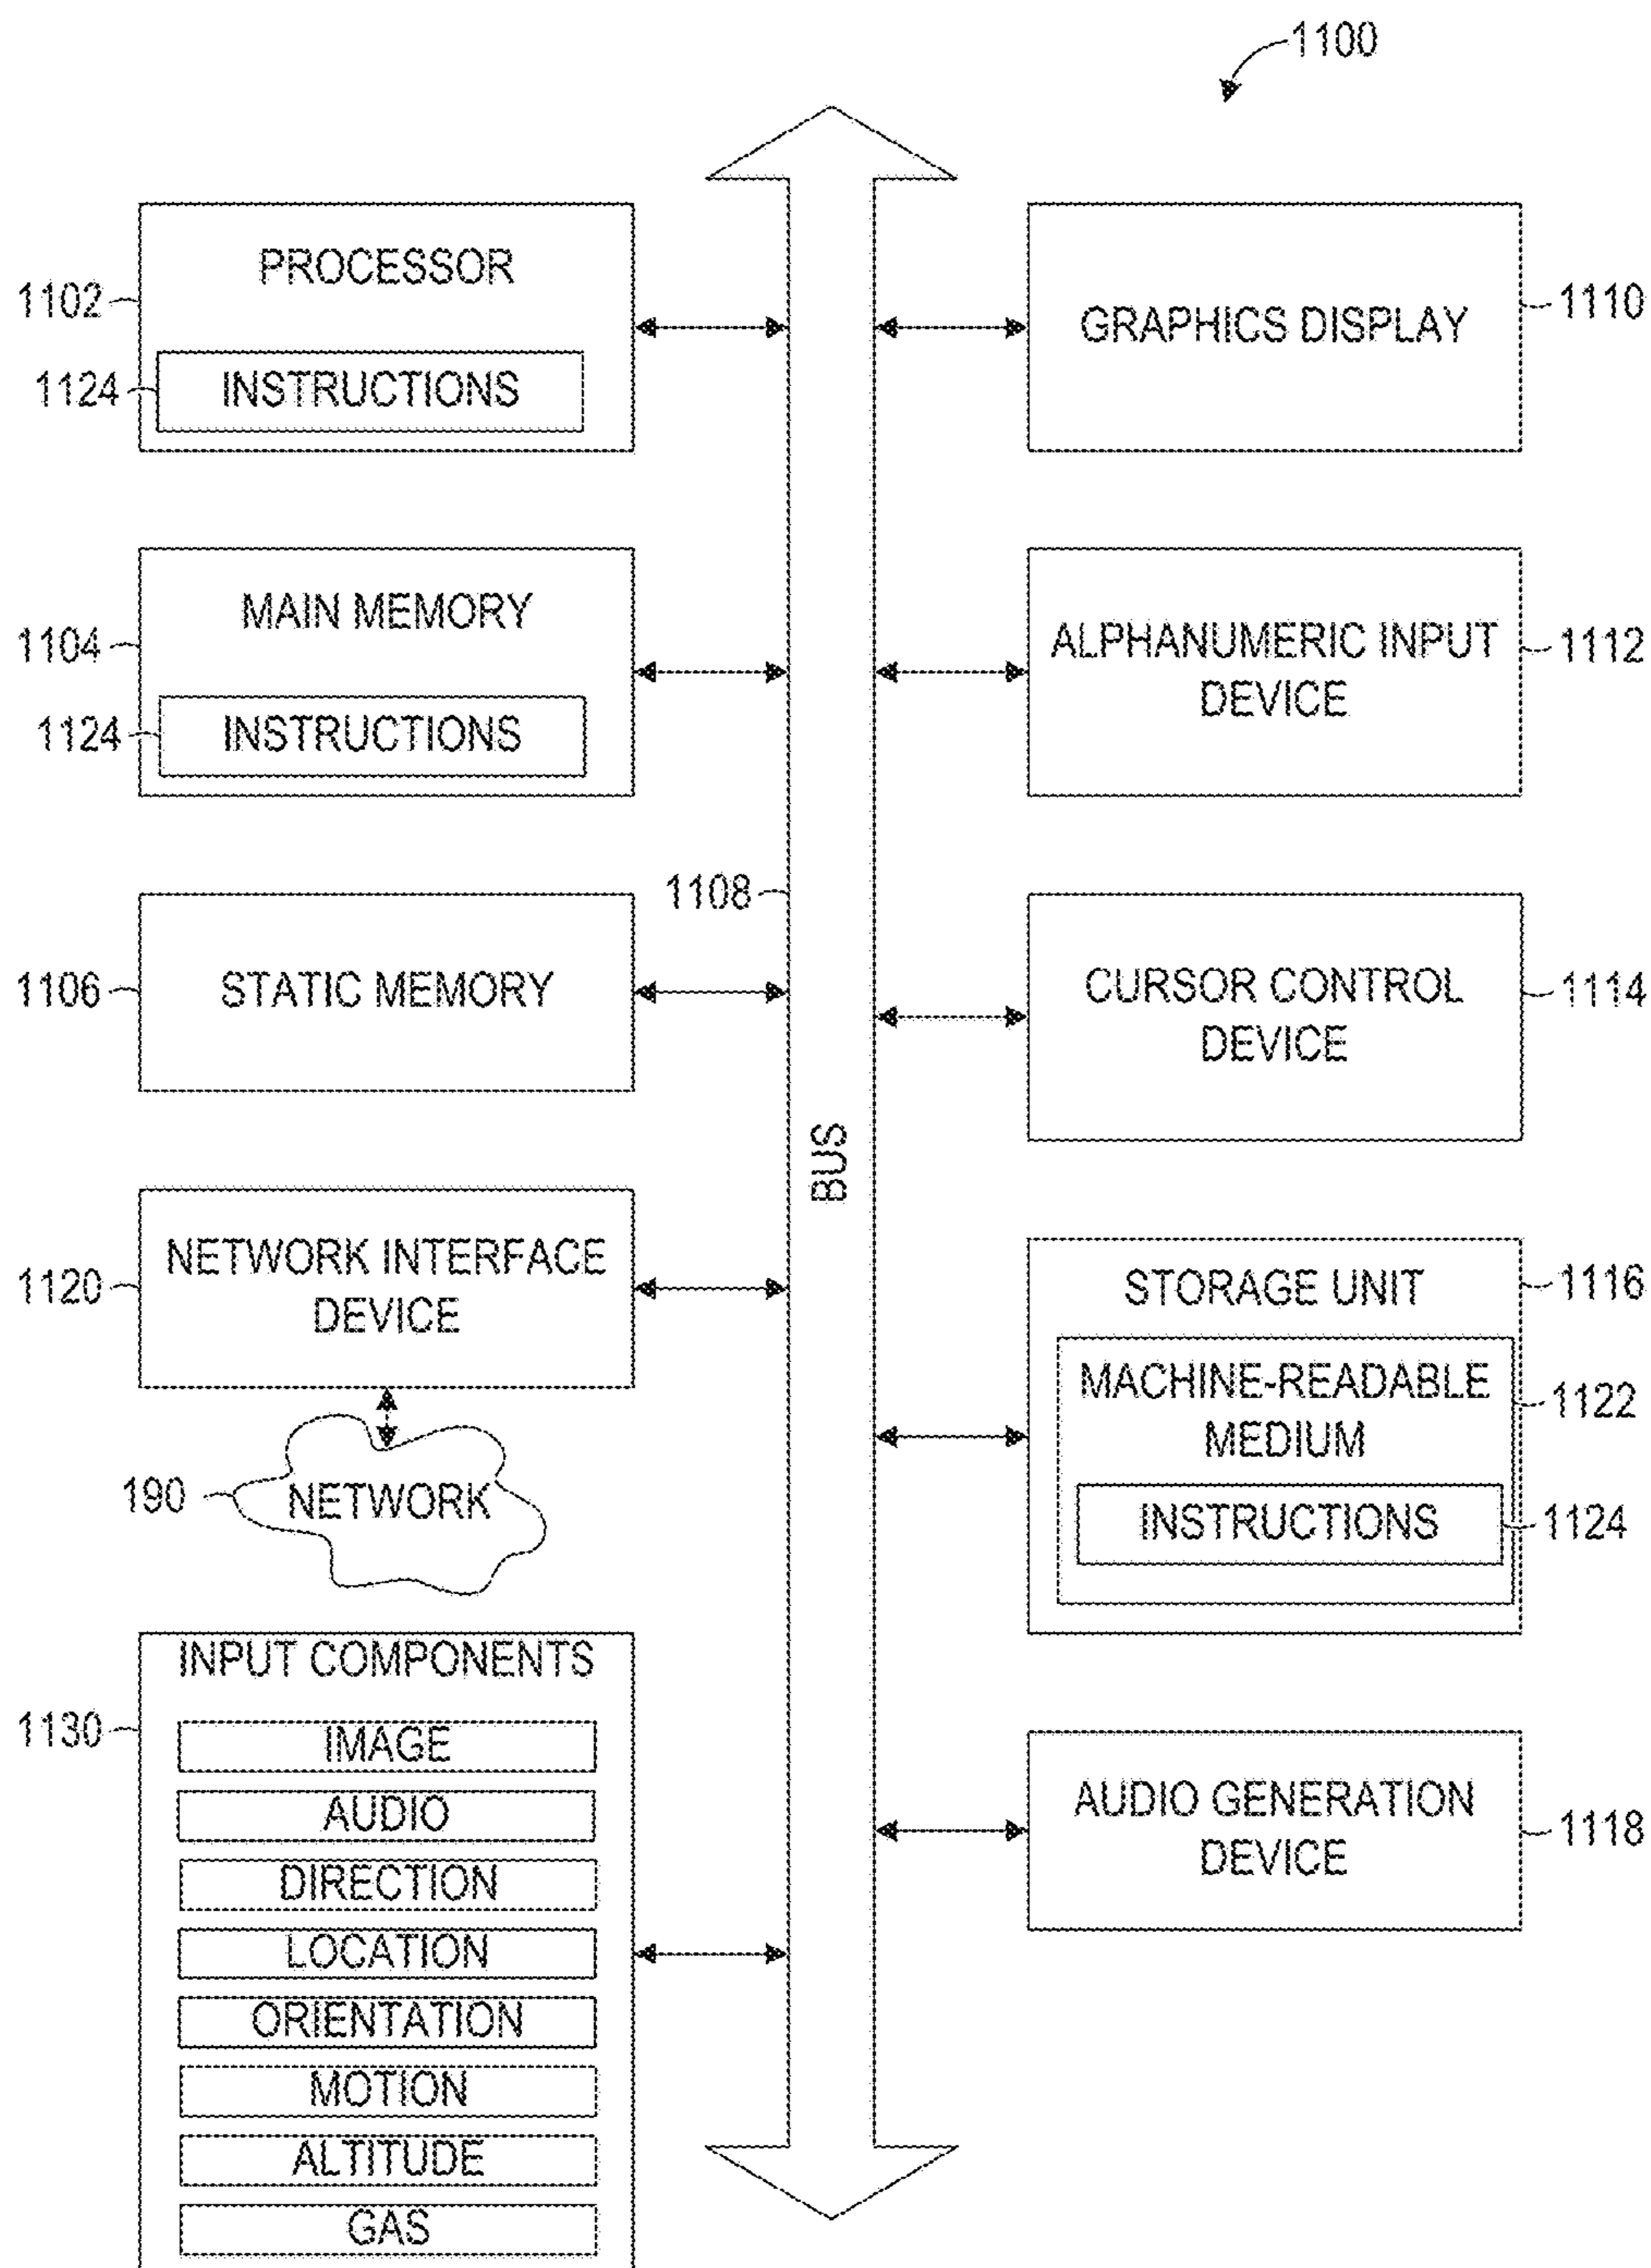 1100
PROCESSOR
1102
1124
INSTRUCTIONS
MAIN MEMORY
1104
1124
INSTRUCTIONS
1108
STATIC MEMORY
1106
BUS
NETWORK INTERFACE
DEVICE
1120
190
NETWORK
INPUT COMPONENTS
1130
IMAGE
AUDIO
DIRECTION
LOCATION
ORIENTATION
MOTION
ALTITUDE
GAS
GRAPHICS DISPLAY
1110
ALPHANUMERIC INPUT
DEVICE
1112
CURSOR CONTROL
DEVICE
1114
STORAGE UNIT
1116
MACHINE-READABLE
MEDIUM
1122
INSTRUCTIONS
1124
AUDIO GENERATION
DEVICE
1118